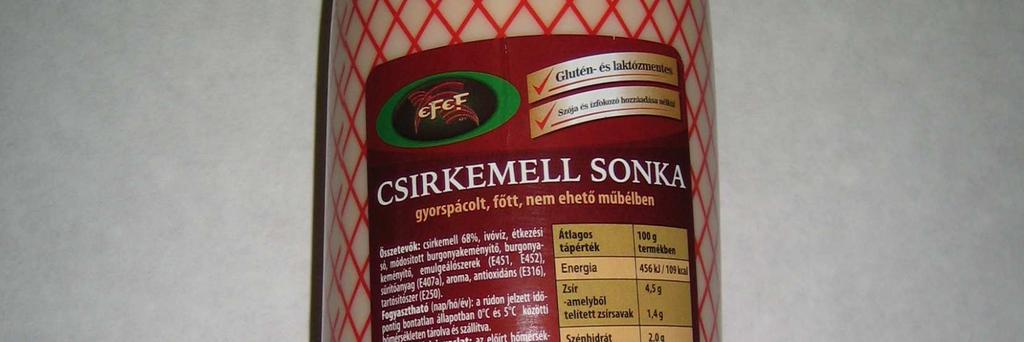 eFeF
Glutén- és laktózmentes
Szója és ízfokozó hozzáadása nélkül
CSIRKEMELL SONKA
gyorspácolt, főtt, nem ehető műbélben
Összetevők: csirkemell 68%, ivóvíz, étkezési
só, módosított burgonyakeményítő, burgonya-
keményítő, emulgeálószerek (E451, E452),
sűrítőanyag (E407a), aroma, antioxidáns (E316),
tartósítószer (E250).
Fogyasztható (nap/hó/év): a rúdon jelzett idő-
pontig bontatlan állapotban 0°C és 5°C közötti
hőmérsékleten tárolva és szállítva.
az előírt hőmérsék-
Átlagos tápérték 100 g termékben
Energia 456 kJ / 109 kcal
Zsír 4,5 g
-amelyből
telített zsírsavak 1,4 g
Szénhidrát 2,0 g